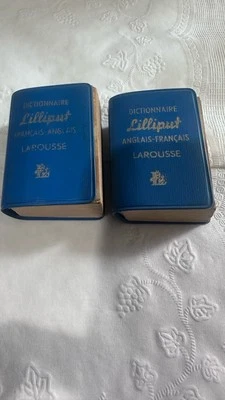 DICTIONNAIRE
Lilliput
FRANÇAIS-ANGLAIS
LAROUSSE
DICTIONNAIRE
Lilliput
ANGLAIS-FRANÇAIS
LAROUSSE